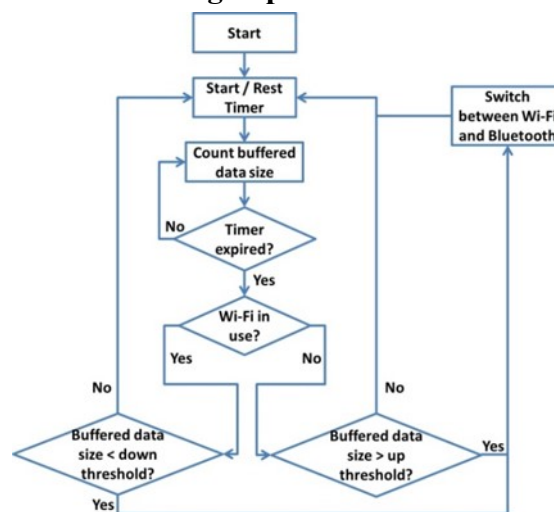 Start
Start / Rest
Timer
Switch
between Wi-Fi
and Bluetooth
Count buffered
data size
No
Timer
expired?
Yes
Wi-Fi in
use?
Yes
No
No
No
Buffered data
size < down
threshold?
Buffered data
size > up
threshold?
Yes
Yes